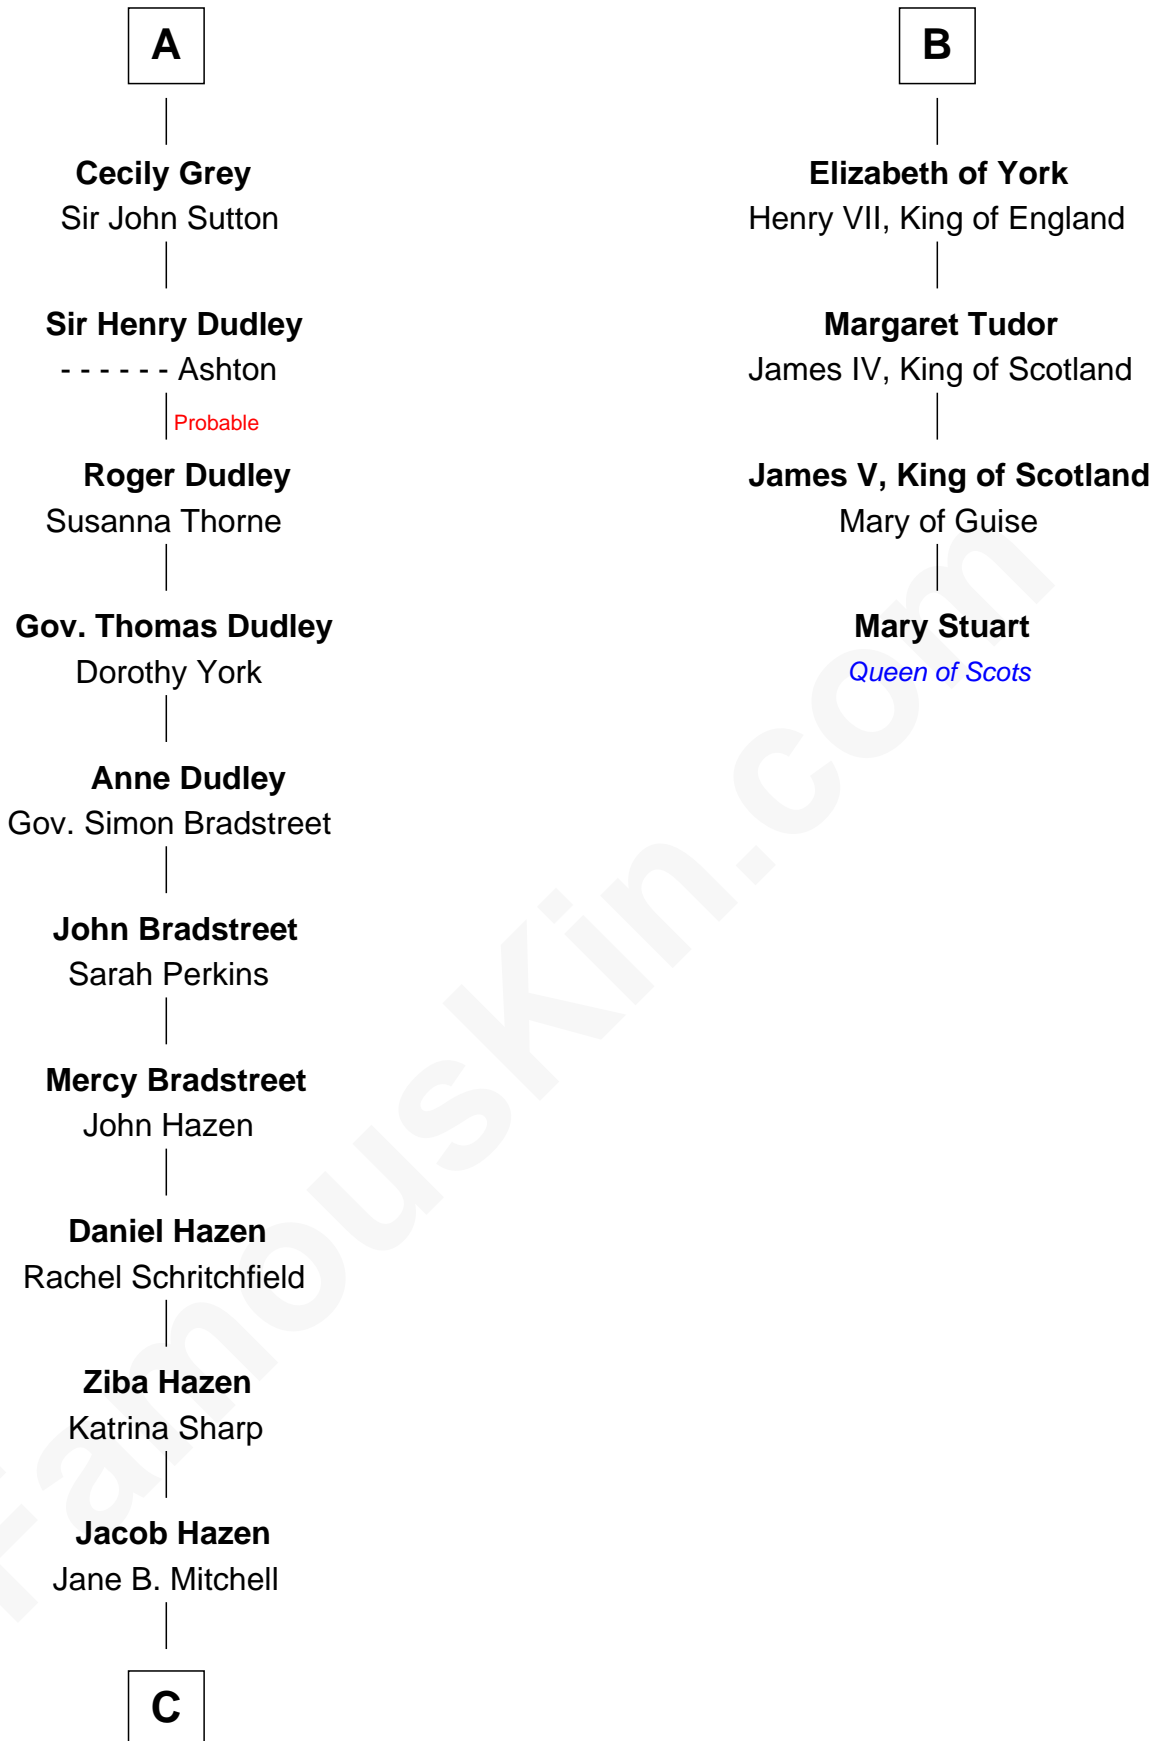 A
Cecily Grey
Sir John Sutton
Sir Henry Dudley
- - - - - - Ashton
Probable
Roger Dudley
Susanna Thorne
Gov. Thomas Dudley
Dorothy York
Anne Dudley
Gov. Simon Bradstreet
John Bradstreet
Sarah Perkins
Mercy Bradstreet
John Hazen
Daniel Hazen
Rachel Schritchfield
Ziba Hazen
Katrina Sharp
Jacob Hazen
Jane B. Mitchell
C
B
Elizabeth of York
Henry VII, King of England
Margaret Tudor
James IV, King of Scotland
James V, King of Scotland
Mary of Guise
Mary Stuart
Queen of Scots
FamousKin.com